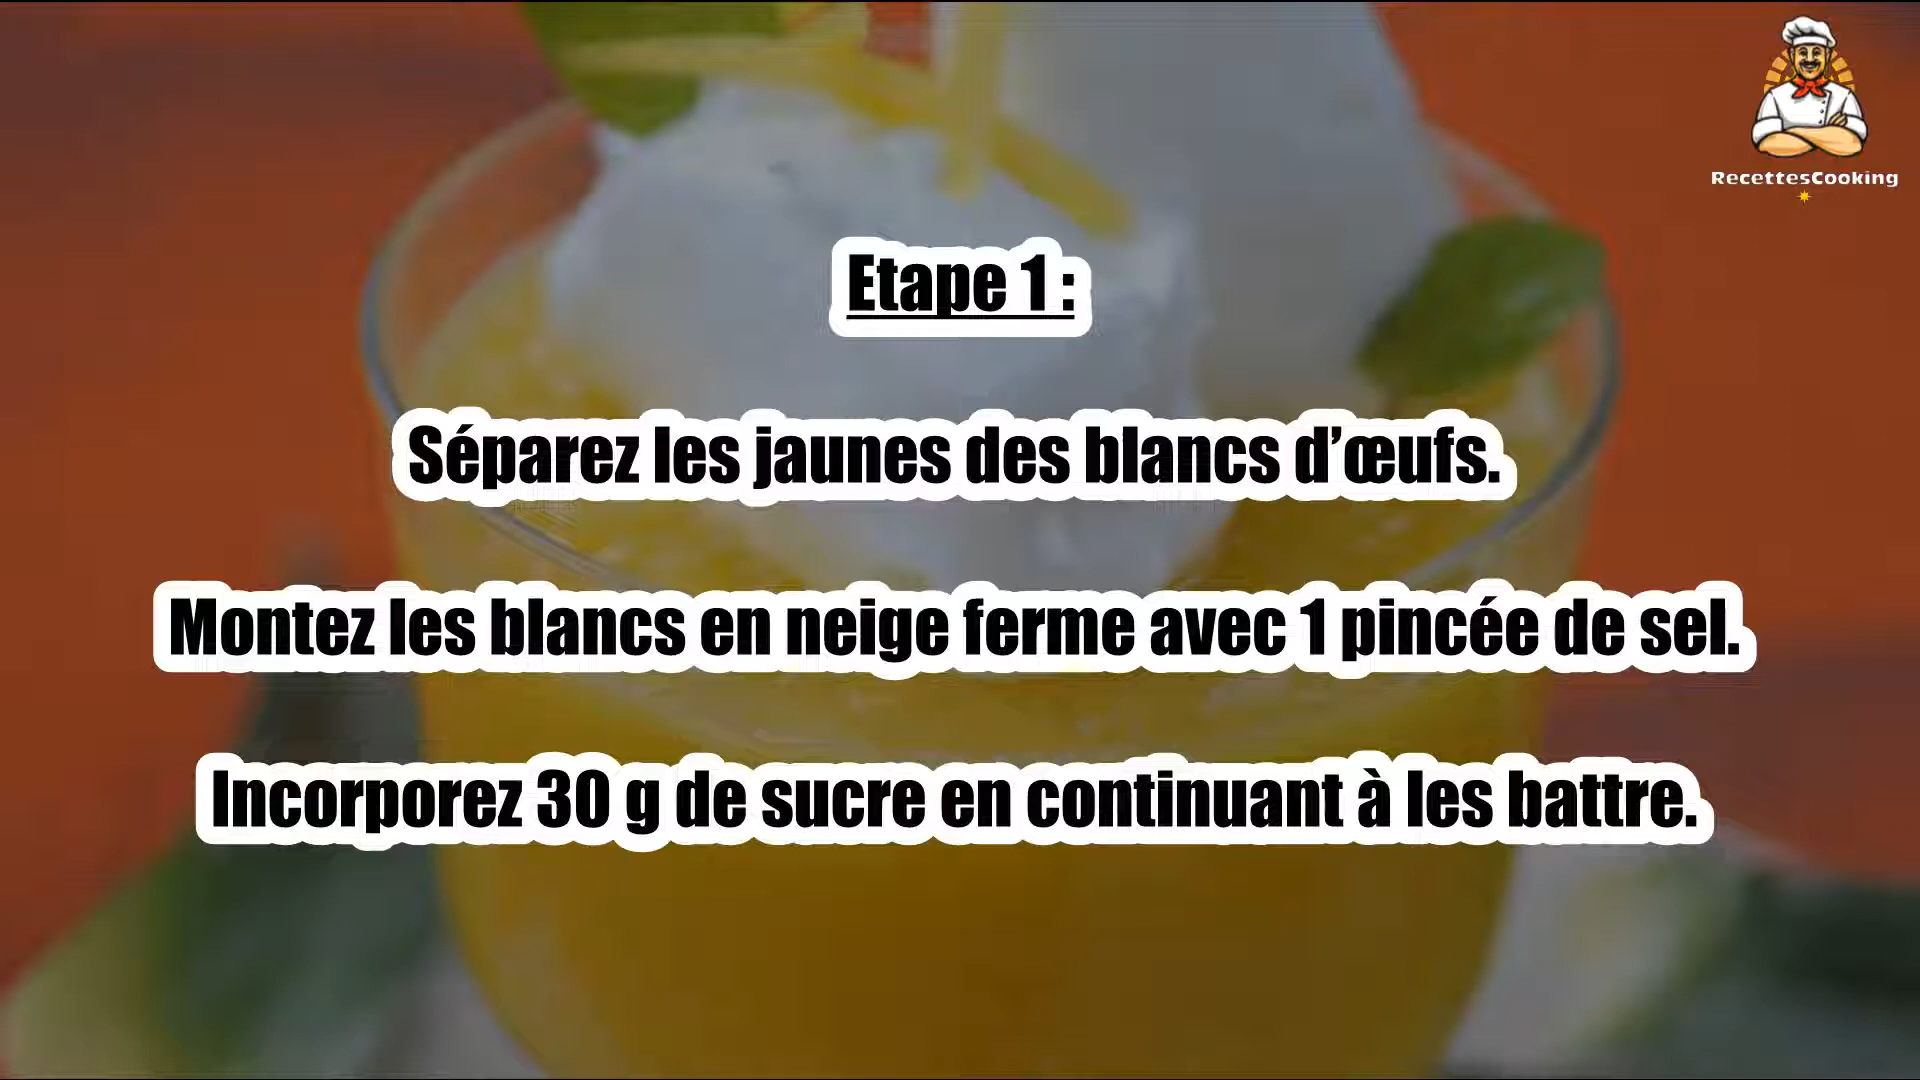 RecettesCooking
Etape 1 :
Séparez les jaunes des blancs d’œufs.
Montez les blancs en neige ferme avec 1 pincée de sel.
Incorporez 30 g de sucre en continuant à les battre.